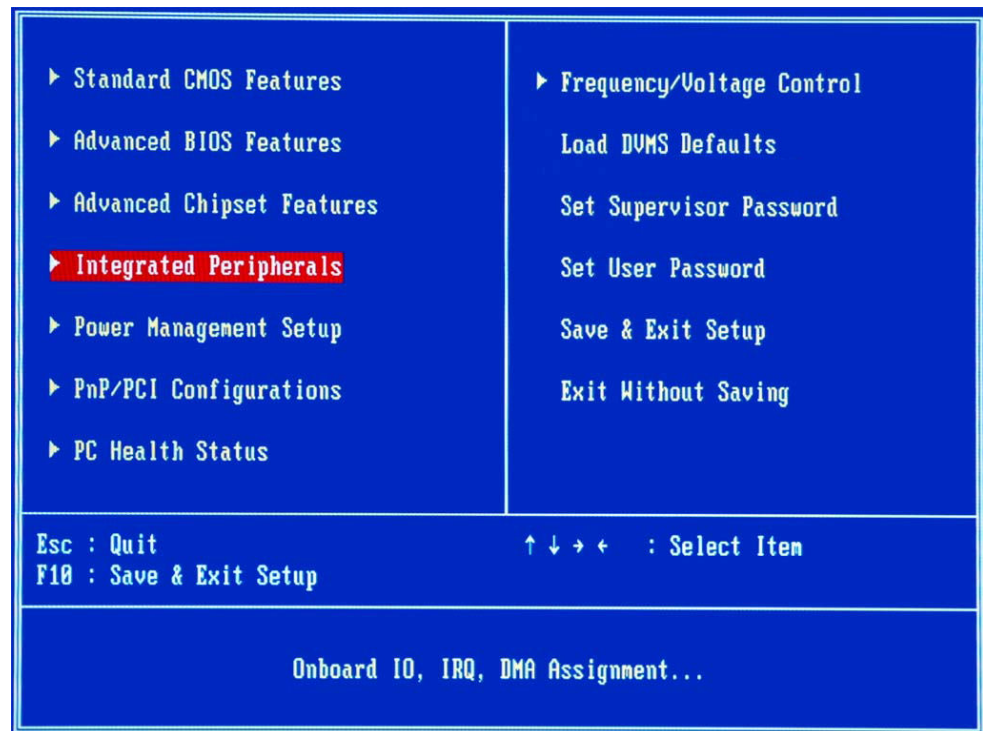 Standard CMOS Features
Advanced BIOS Features
Advanced Chipset Features
Integrated Peripherals
Power Management Setup
PnP/PCI Configurations
PC Health Status
Frequency/Voltage Control
Load DVMS Defaults
Set Supervisor Password
Set User Password
Save & Exit Setup
Exit Without Saving
Esc : Quit
F10 : Save & Exit Setup
↑ ↓ → ← : Select Item
Onboard IO, IRQ, DMA Assignment...